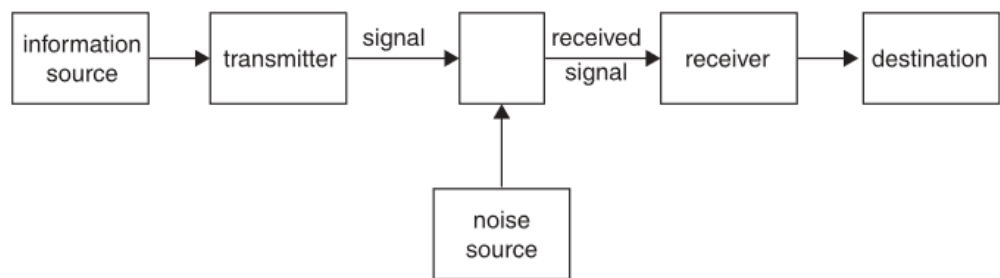 information
source
transmitter
signal
received
signal
receiver
destination
noise
source